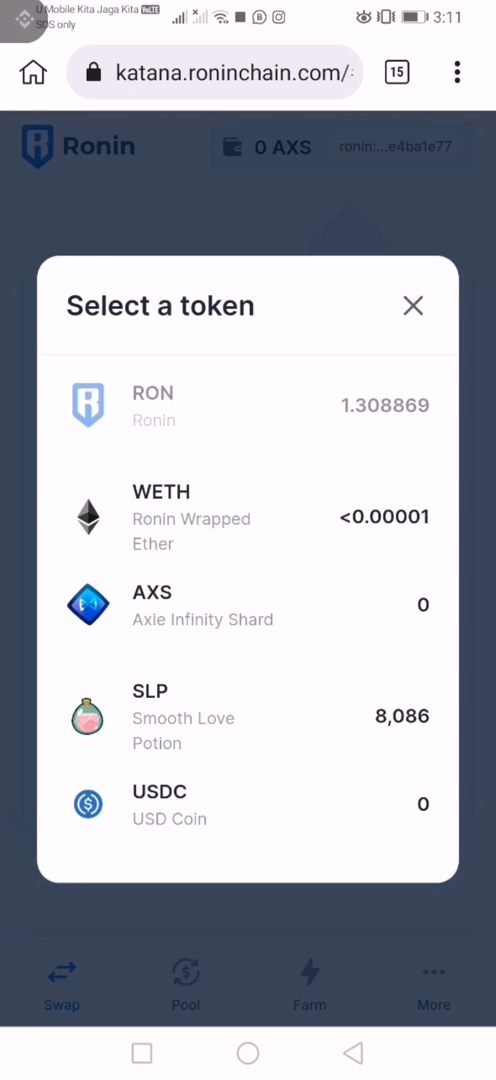 U Mobile Kita Jaga Kita VoLTE
SOS only
3:11
katana.roninchain.com/
15
Ronin
0 AXS
ronin:...e4ba1e77
Select a token
RON
Ronin
1.308869
WETH
Ronin Wrapped
Ether
<0.00001
AXS
Axie Infinity Shard
0
SLP
Smooth Love
Potion
8,086
USDC
USD Coin
0
Swap
Pool
Farm
More